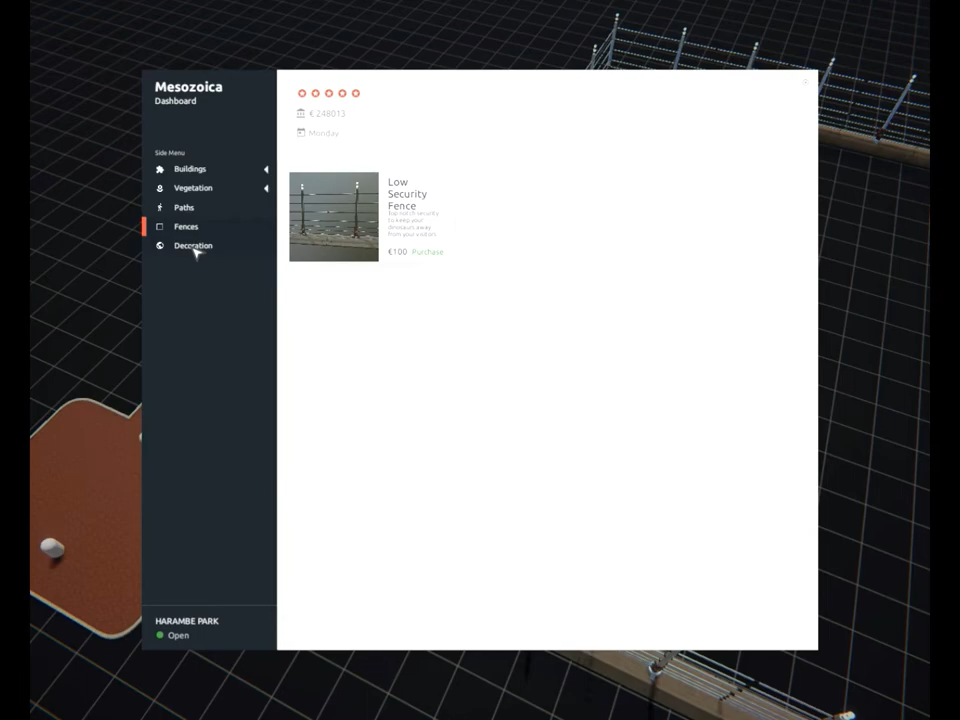 Mesozoica
Dashboard
Side Menu
Buildings
Vegetation
Paths
Fences
Decoration
HARAMBE PARK
Open
€ 248013
Monday
Low
Security
Fence
Top notch security
to keep your
dinosaurs away
from your visitors
€100 Purchase